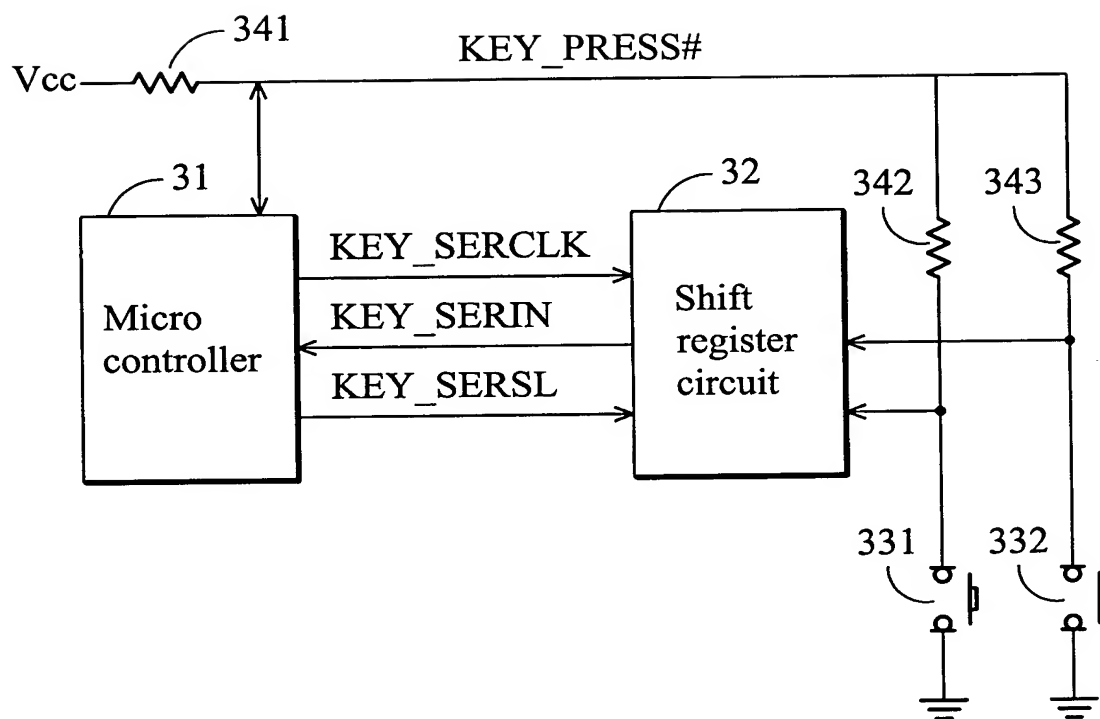 341
KEY_PRESS#
Vcc
31
32
342
343
KEY_SERCLK
Micro
controller
KEY_SERIN
KEY_SERSL
Shift
register
circuit
331
332